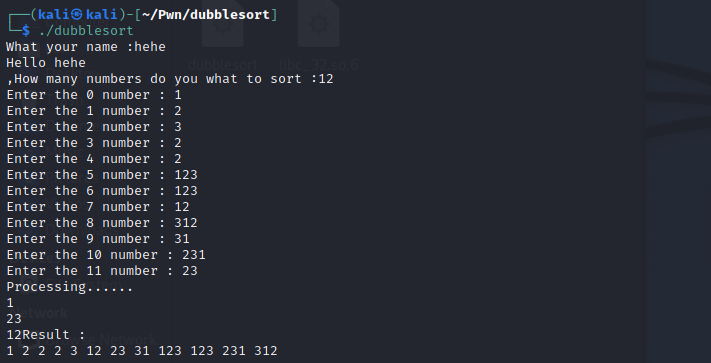 ┌──(kali㉿kali)-[~/Pwn/dubblesort]
└─$ ./dubblesort
What your name :hehe
Hello hehe
,How many numbers do you what to sort :12
Enter the 0 number : 1
Enter the 1 number : 2
Enter the 2 number : 3
Enter the 3 number : 2
Enter the 4 number : 2
Enter the 5 number : 123
Enter the 6 number : 123
Enter the 7 number : 12
Enter the 8 number : 312
Enter the 9 number : 31
Enter the 10 number : 231
Enter the 11 number : 23
Processing......
1
23
12Result :
1 2 2 2 3 12 23 31 123 123 231 312
dubblesort
libc_32.so.6
Network